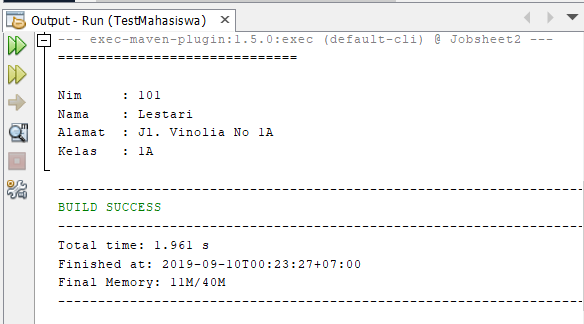 Output - Run (TestMahasiswa)
--- exec-maven-plugin:1.5.0:exec (default-cli) @ Jobsheet2 ---
==============================
Nim     : 101
Nama    : Lestari
Alamat  : Jl. Vinolia No 1A
Kelas   : 1A
------------------------------------------------------------------
BUILD SUCCESS
------------------------------------------------------------------
Total time: 1.961 s
Finished at: 2019-09-10T00:23:27+07:00
Final Memory: 11M/40M
------------------------------------------------------------------